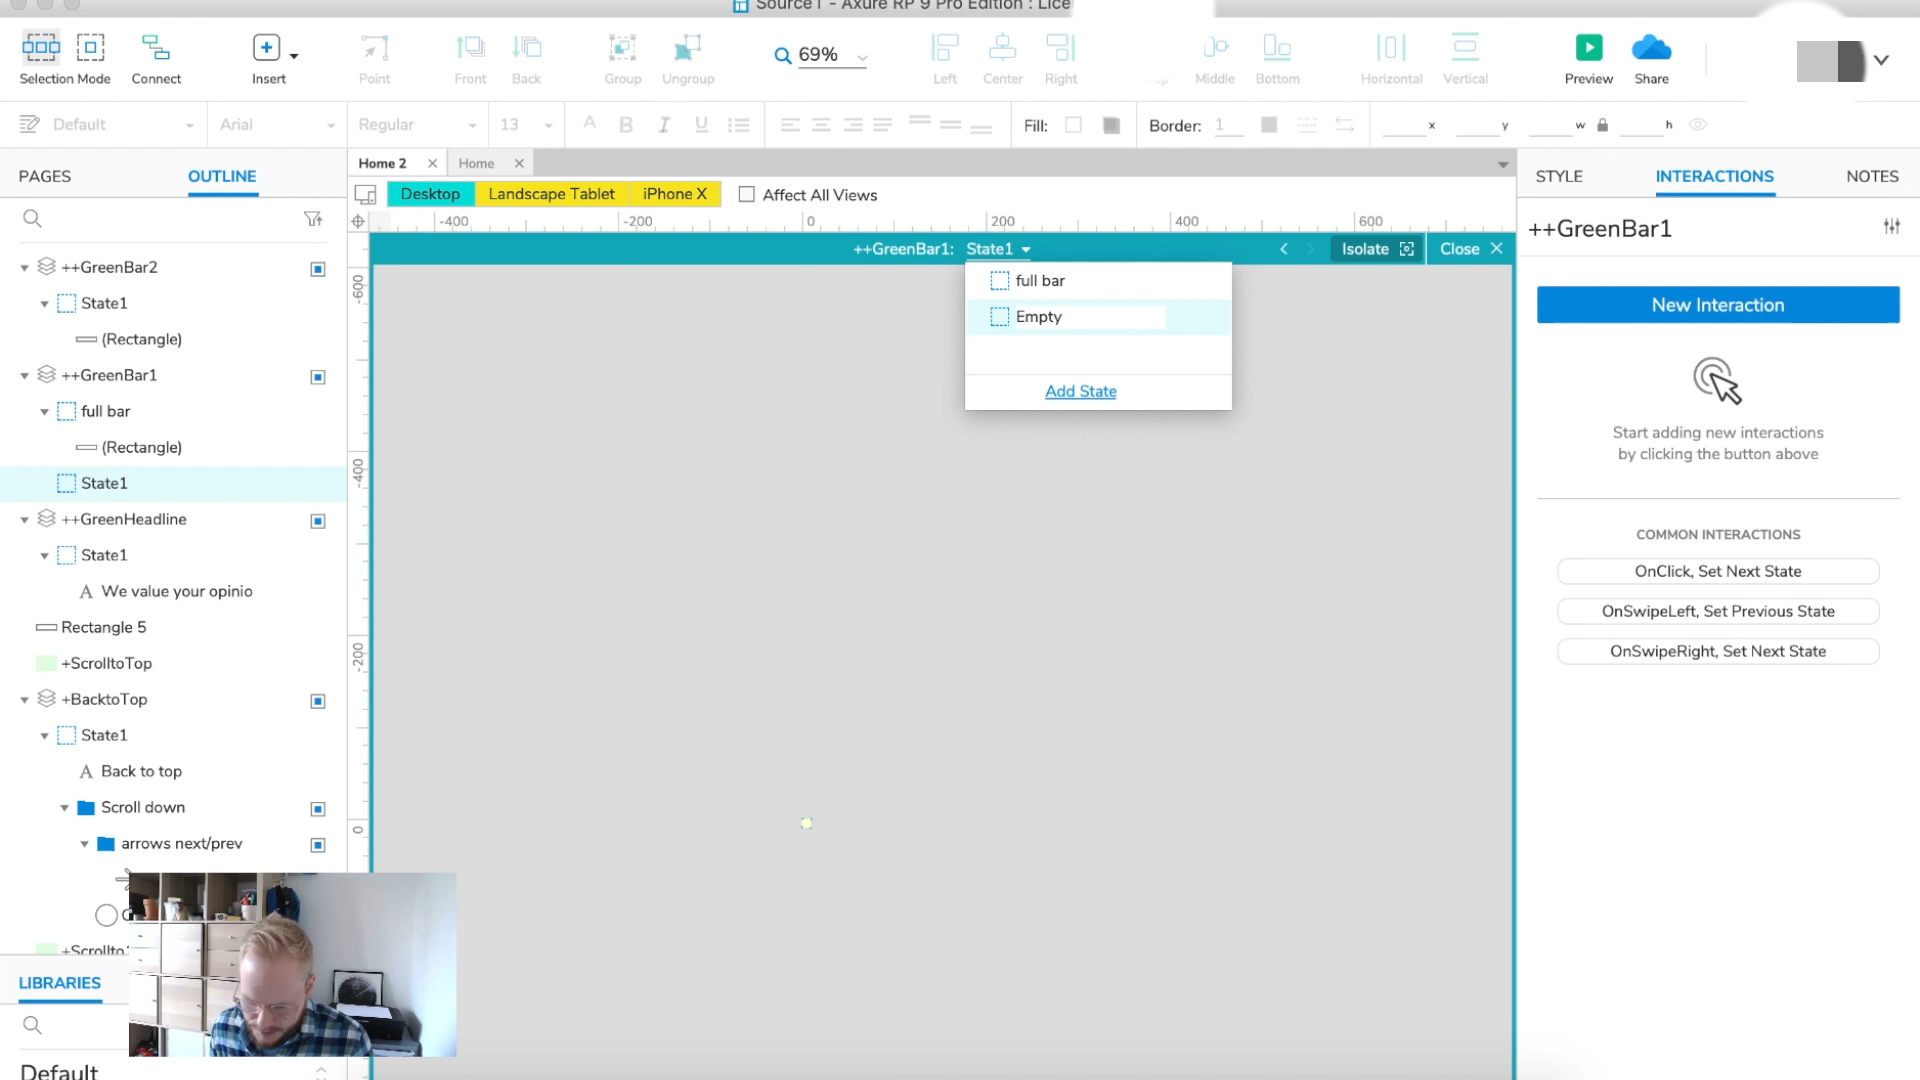 Source1 - Axure RP 9 Pro Edition : Lice
Selection Mode
Connect
Insert
Point
Front
Back
Group
Ungroup
69%
Left
Center
Right
Middle
Bottom
Horizontal
Vertical
Preview
Share
Default
Arial
Regular
13
Fill:
Border: 1
x
y
w
h
PAGES
OUTLINE
Home 2
Home
STYLE
INTERACTIONS
NOTES
Desktop
Landscape Tablet
iPhone X
Affect All Views
-400
-200
0
200
400
600
++GreenBar1: State1
Isolate
Close
full bar
Empty
Add State
-600
-400
-200
0
++GreenBar2
State1
(Rectangle)
++GreenBar1
full bar
(Rectangle)
State1
++GreenHeadline
State1
We value your opinio
Rectangle 5
+ScrolltoTop
+BacktoTop
State1
Back to top
Scroll down
arrows next/prev
LIBRARIES
Default
++GreenBar1
New Interaction
Start adding new interactions
by clicking the button above
COMMON INTERACTIONS
OnClick, Set Next State
OnSwipeLeft, Set Previous State
OnSwipeRight, Set Next State